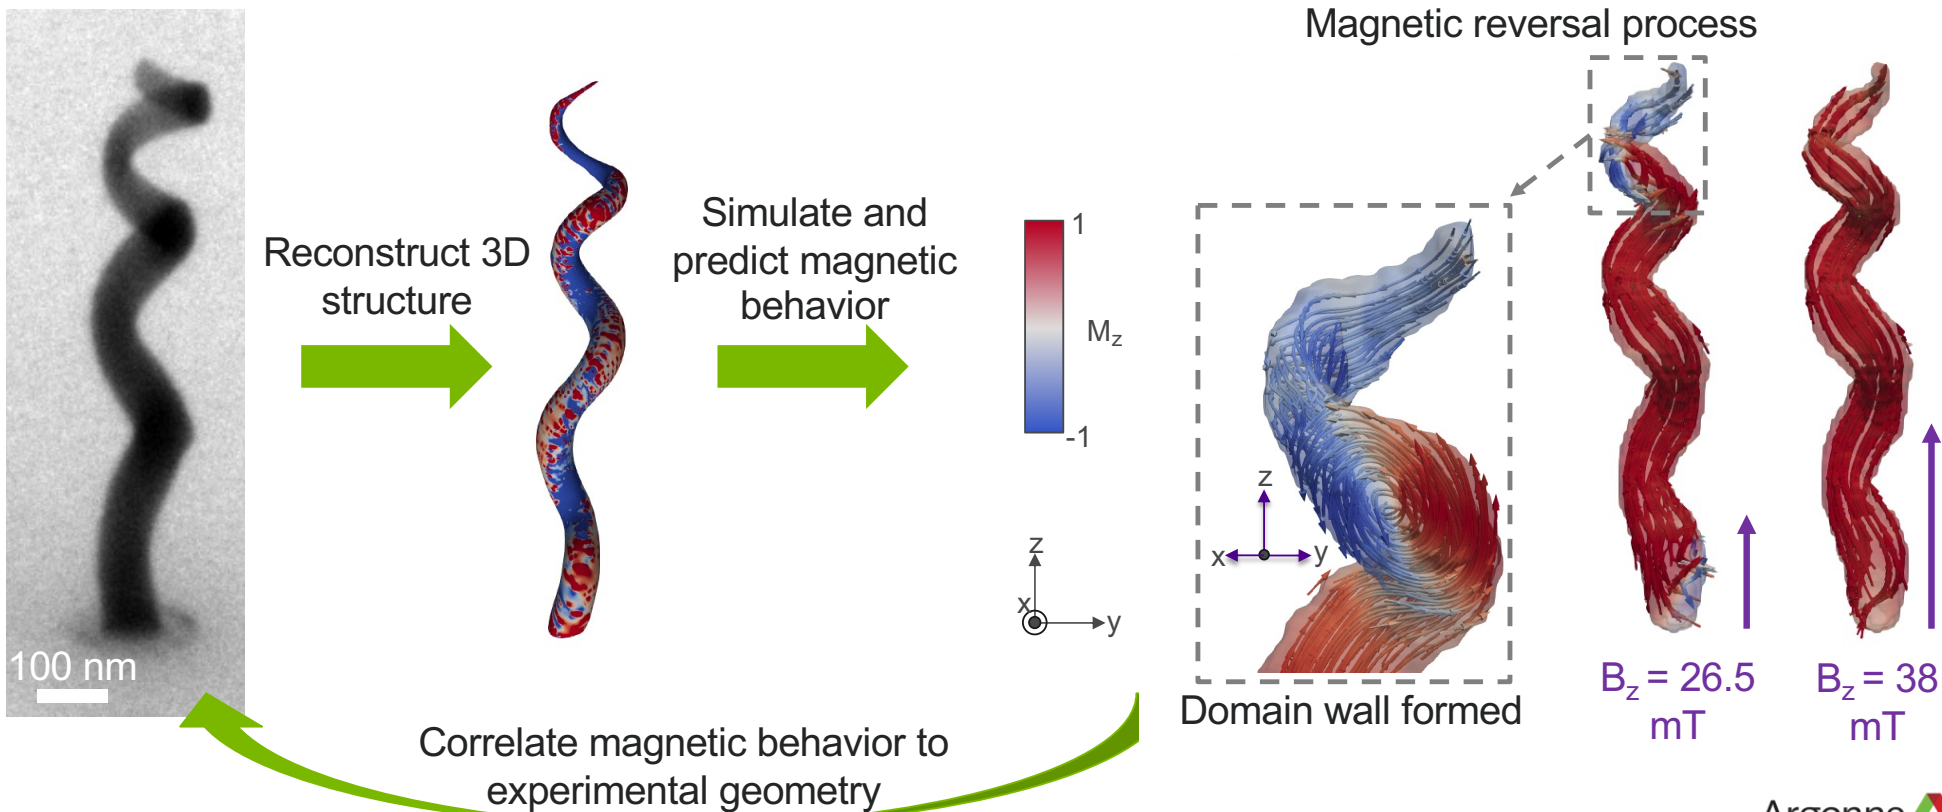 Magnetic reversal process
Reconstruct 3D
structure
Simulate and
predict magnetic
behavior
1
Mz
-1
z
x
y
z
x
y
100 nm
Domain wall formed
Bz = 26.5
mT
Bz = 38
mT
Correlate magnetic behavior to
experimental geometry